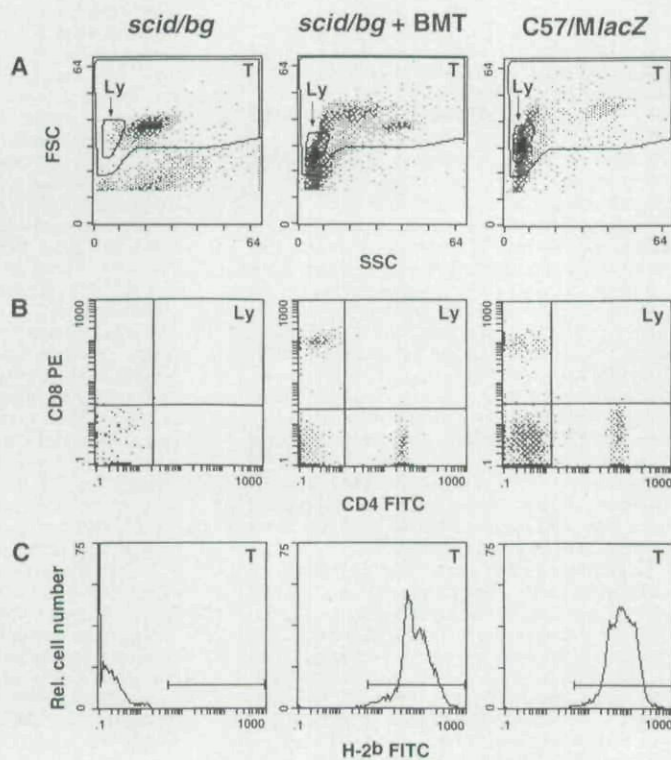 scid/bg scid/bg + BMT C57/MlacZ
A
64 T T T
Ly Ly Ly
FSC
0
0 64 0 64 0 64
SSC
B
1000 Ly 1000 Ly 1000 Ly
CD8 PE
.1 .1 .1
.1 1000 .1 1000 .1 1000
CD4 FITC
C
75 T 75 T 75 T
Rel. cell number
0 0 0
.1 1000 .1 1000 .1 1000
H-2b FITC